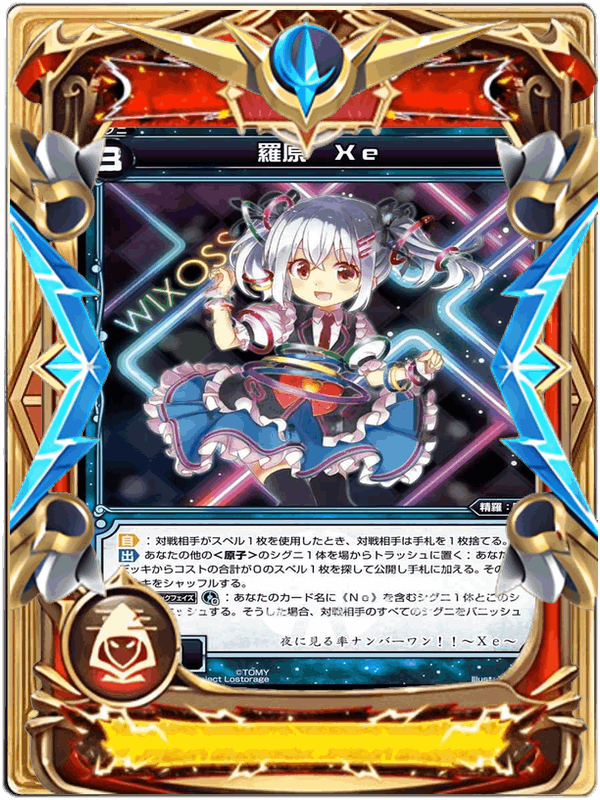 3
羅原 Xe
WIXOSS
精羅：
自：対戦相手がスペル１枚を使用したとき、対戦相手は手札を１枚捨てる。
出 あなたの他の＜原子＞のシグニ１体を場からトラッシュに置く：あなた
デッキからコストの合計が０のスペル１枚を探して公開し手札に加える。その
キをシャッフルする。
クフェイズ ：あなたのカード名に《Ｎｅ》を含むシグニ１体とこのシ
ュする。そうした場合、対戦相手のすべてのシグニをバニッシュ
夜に見る率ナンバーワン！！～Xe～
©TOMY
ject Lostorage
Illust: